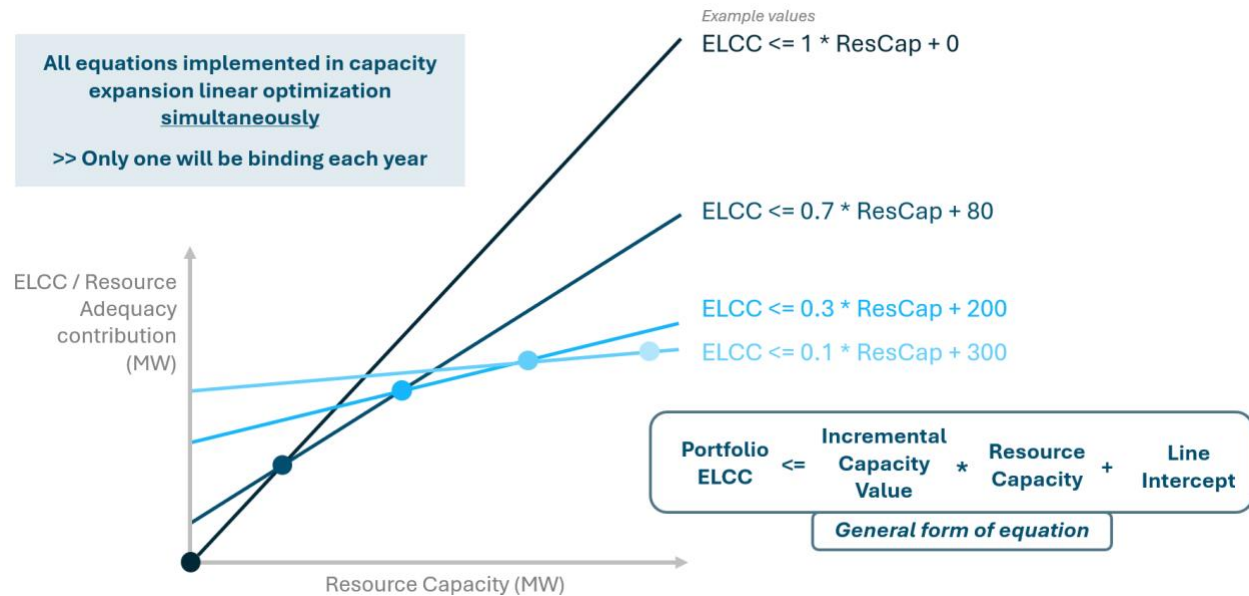 Example values
ELCC <= 1 * ResCap + 0
All equations implemented in capacity
expansion linear optimization
simultaneously
>> Only one will be binding each year
ELCC <= 0.7 * ResCap + 80
ELCC / Resource
Adequacy
contribution
(MW)
ELCC <= 0.3 * ResCap + 200
ELCC <= 0.1 * ResCap + 300
Portfolio
ELCC
<=
Incremental
Capacity
Value
*
Resource
Capacity
+
Line
Intercept
General form of equation
Resource Capacity (MW)